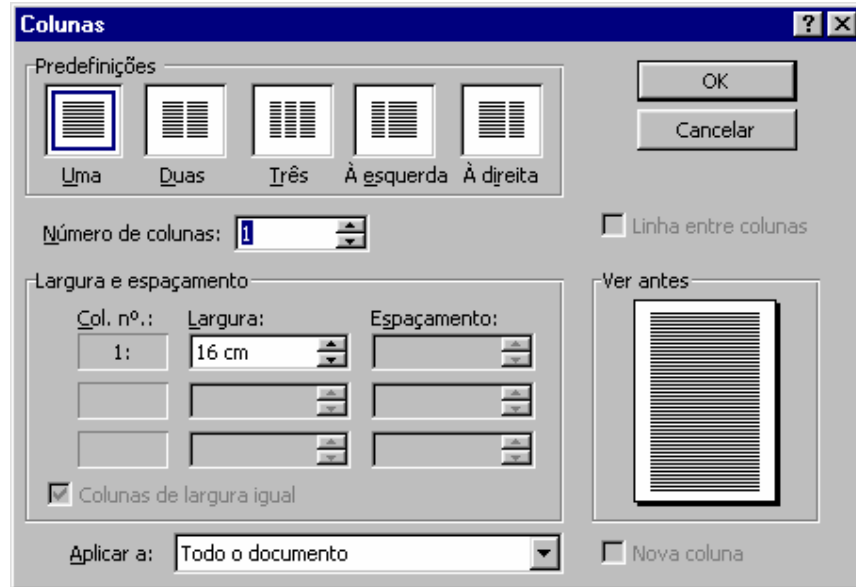 Colunas
Predefinições
Uma Duas Três À esquerda À direita
OK
Cancelar
Número de colunas: 1
Linha entre colunas
Largura e espaçamento
Col. nº.: Largura: Espaçamento:
1: 16 cm
Colunas de largura igual
Ver antes
Aplicar a: Todo o documento
Nova coluna